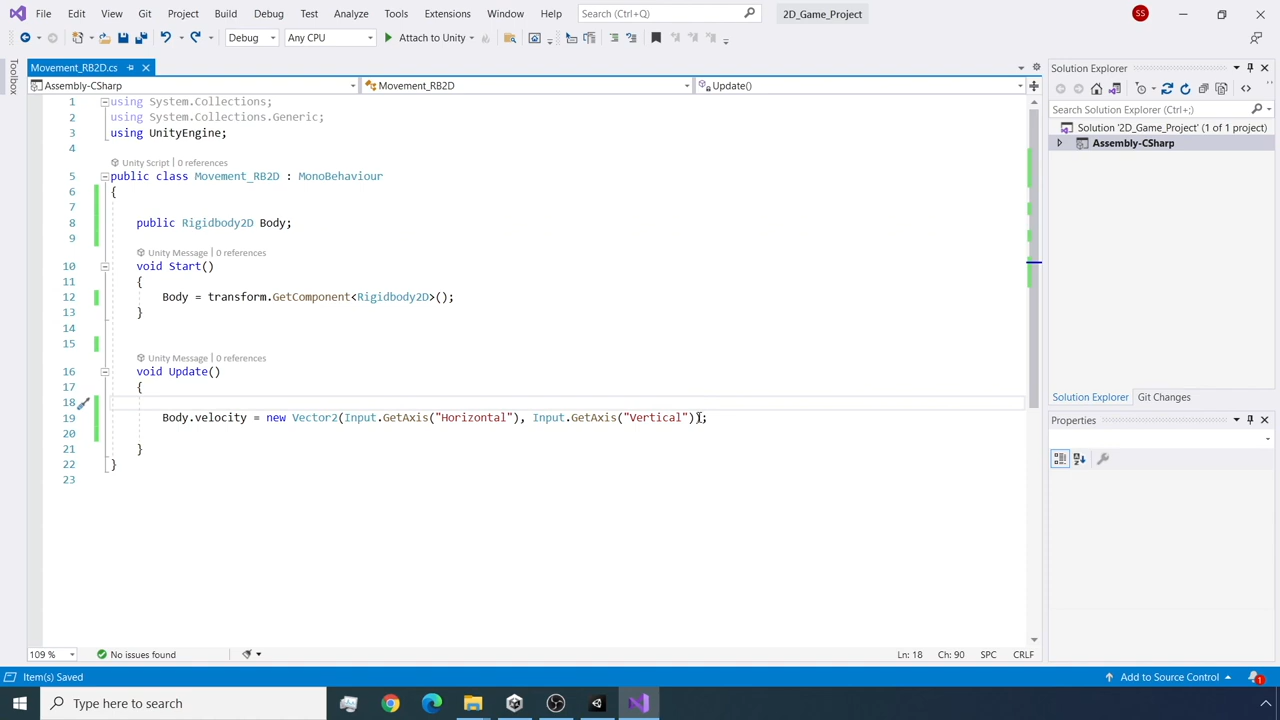 File Edit View Git Project Build Debug Test Analyze Tools Extensions Window Help Search (Ctrl+Q) 2D_Game_Project SS
Debug Any CPU Attach to Unity
Toolbox
Movement_RB2D.cs
Assembly-CSharp Movement_RB2D Update()
1 using System.Collections;
2 using System.Collections.Generic;
3 using UnityEngine;
4
Unity Script | 0 references
5 public class Movement_RB2D : MonoBehaviour
6 {
7
8 public Rigidbody2D Body;
9
Unity Message | 0 references
10 void Start()
11 {
12 Body = transform.GetComponent<Rigidbody2D>();
13 }
14
15
Unity Message | 0 references
16 void Update()
17 {
18
19 Body.velocity = new Vector2(Input.GetAxis("Horizontal"), Input.GetAxis("Vertical"));
20
21 }
22 }
23
109 % No issues found Ln: 18 Ch: 90 SPC CRLF
Solution Explorer
Search Solution Explorer (Ctrl+;)
Solution '2D_Game_Project' (1 of 1 project)
Assembly-CSharp
Solution Explorer Git Changes
Properties
Item(s) Saved Add to Source Control 1
Type here to search